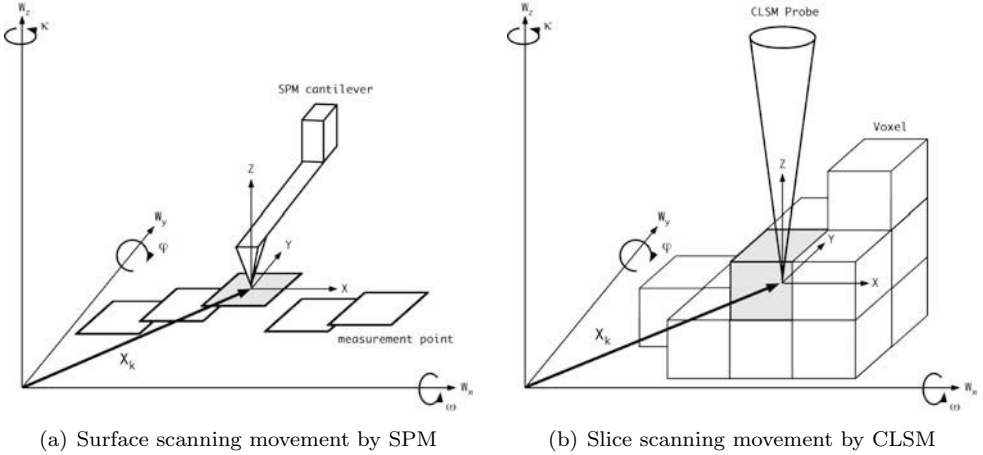 W_z
κ
SPM cantilever
Z
W_y
φ
Y
X
X_k
measurement point
W_x
ω
(a) Surface scanning movement by SPM
W_z
κ
CLSM Probe
Voxel
Z
W_y
φ
Y
X
X_k
W_x
ω
(b) Slice scanning movement by CLSM